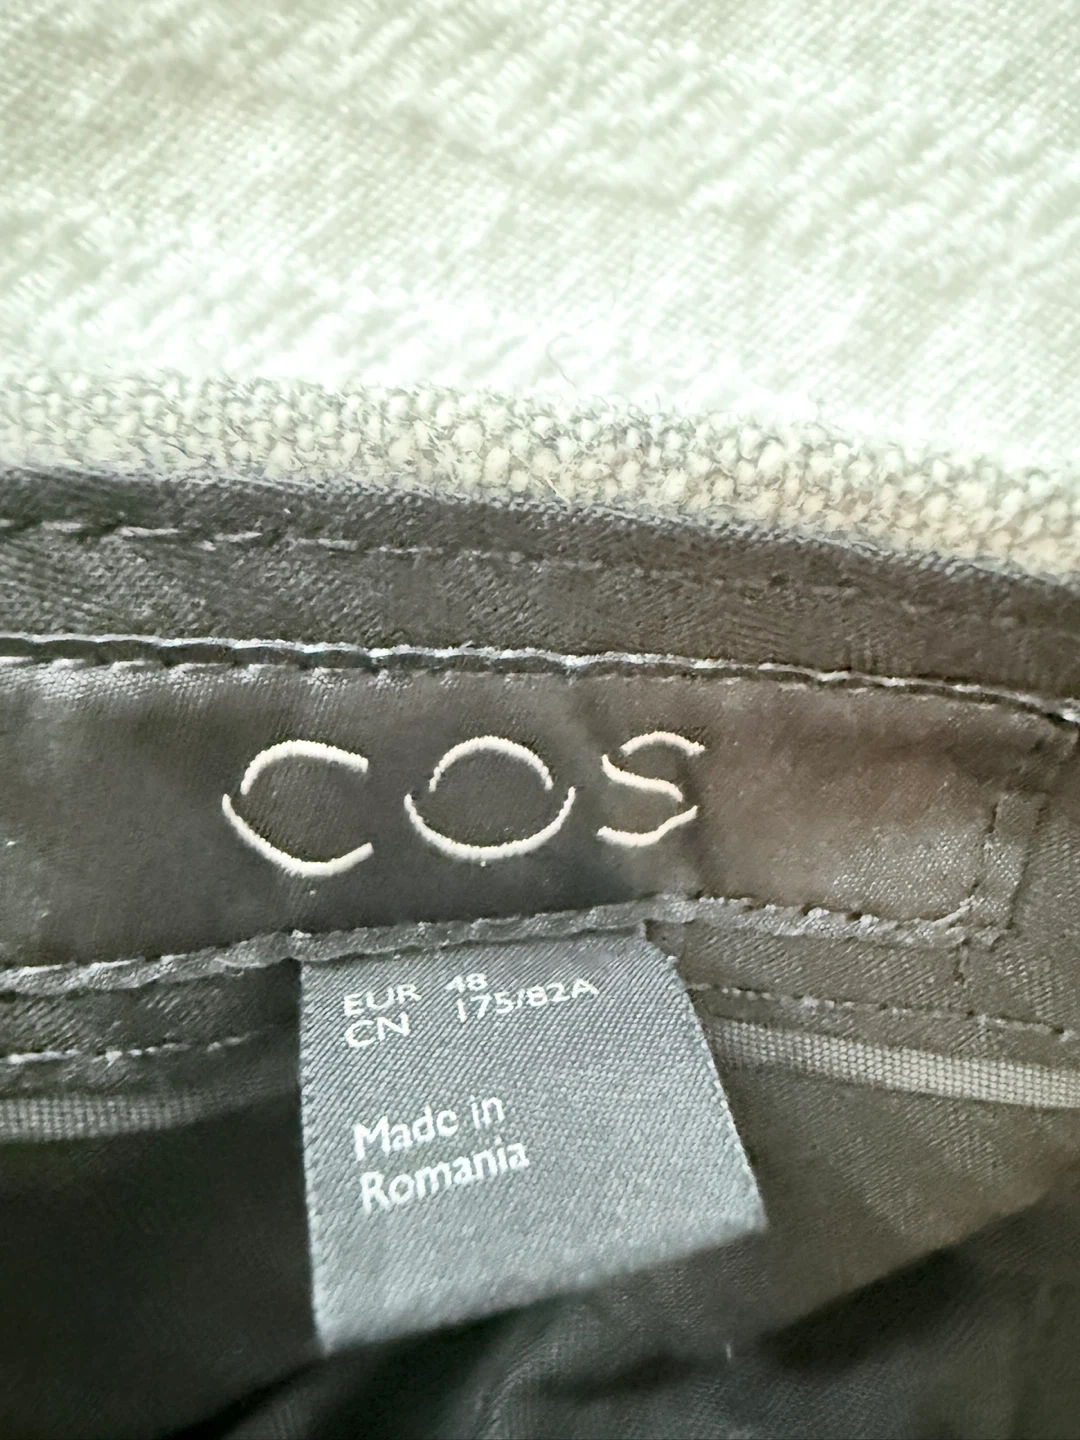 COS
EUR 48
CN 175/82A
Made in
Romania